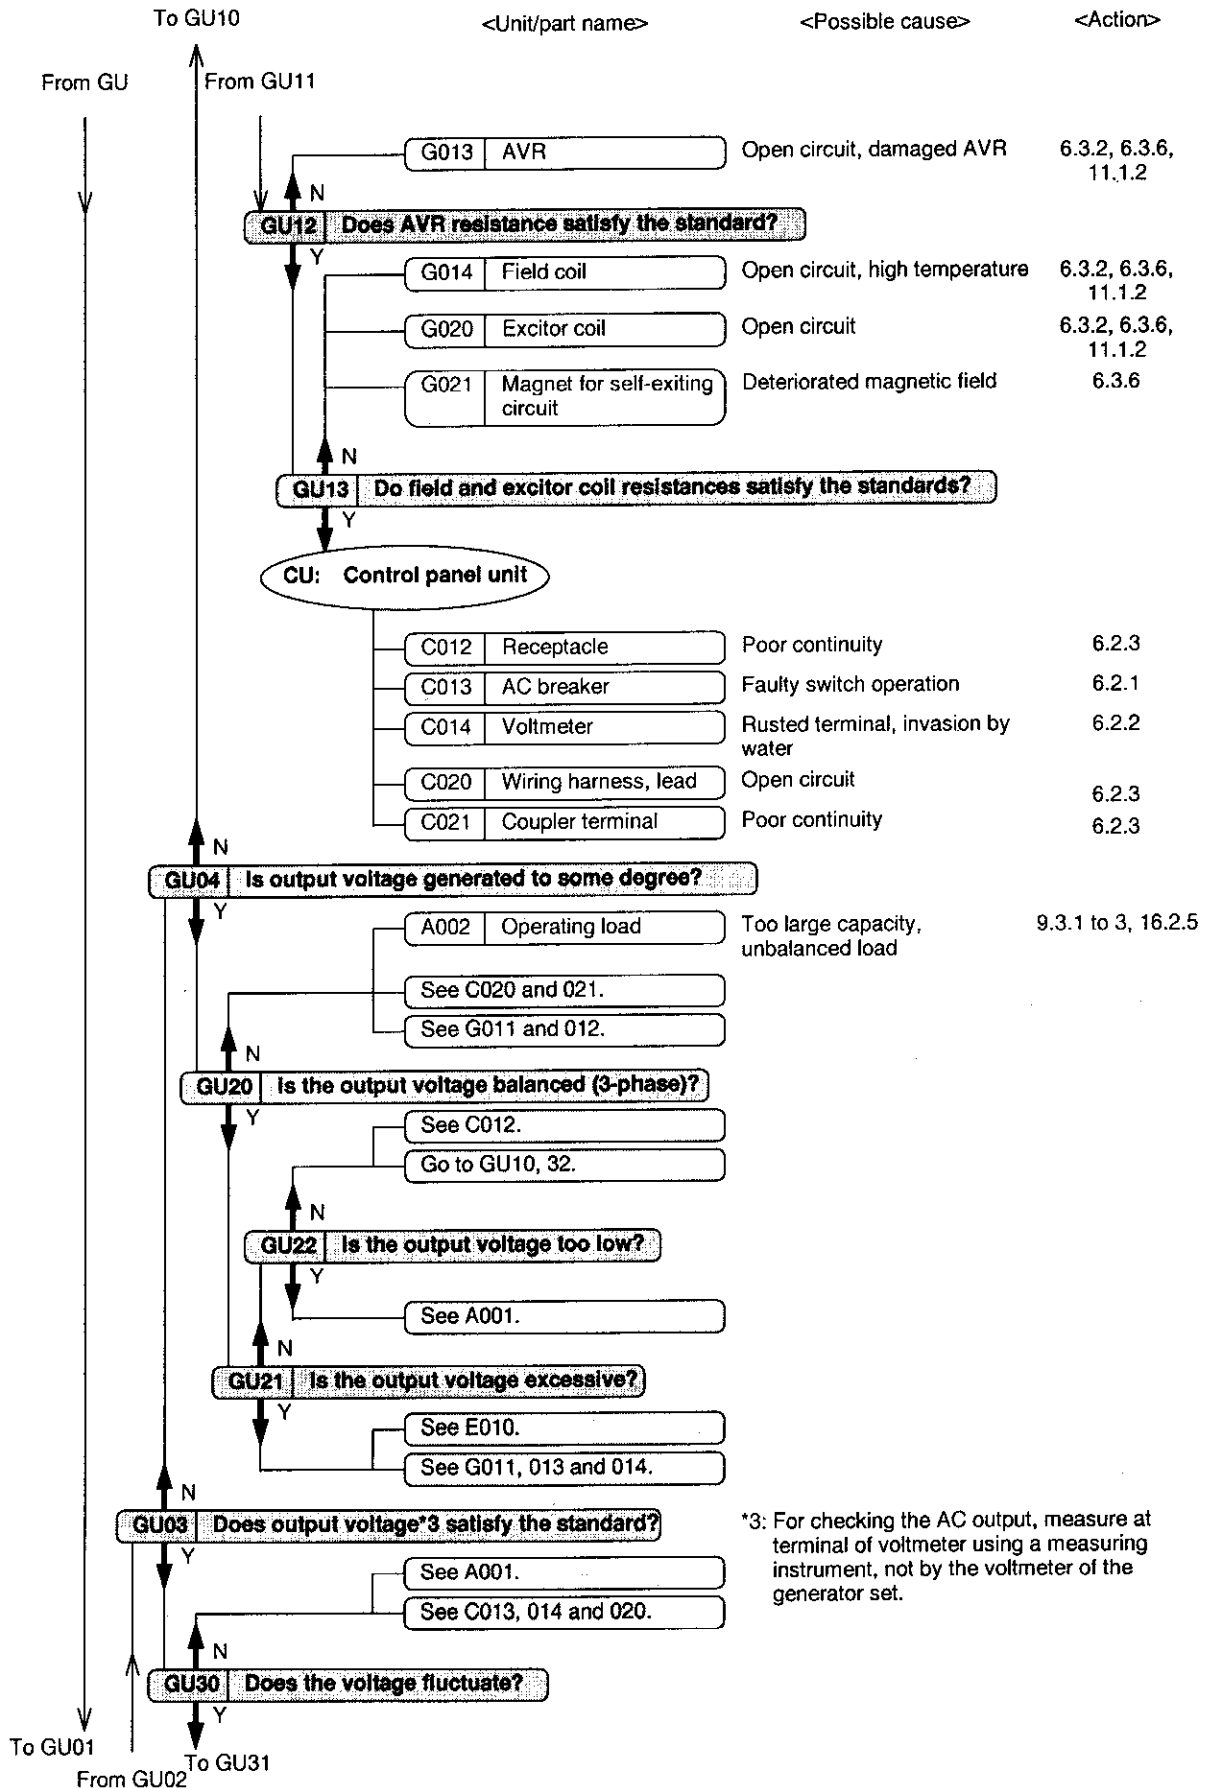 To GU10
<Unit/part name> <Possible cause> <Action>
From GU From GU11
G013 AVR Open circuit, damaged AVR 6.3.2, 6.3.6,
11.1.2
N
GU12 Does AVR resistance satisfy the standard?
Y
G014 Field coil Open circuit, high temperature 6.3.2, 6.3.6,
11.1.2
G020 Excitor coil Open circuit 6.3.2, 6.3.6,
11.1.2
G021 Magnet for self-exiting Deteriorated magnetic field 6.3.6
circuit
N
GU13 Do field and excitor coil resistances satisfy the standards?
Y
CU: Control panel unit
C012 Receptacle Poor continuity 6.2.3
C013 AC breaker Faulty switch operation 6.2.1
C014 Voltmeter Rusted terminal, invasion by 6.2.2
water
C020 Wiring harness, lead Open circuit 6.2.3
C021 Coupler terminal Poor continuity 6.2.3
N
GU04 Is output voltage generated to some degree?
Y
A002 Operating load Too large capacity, 9.3.1 to 3, 16.2.5
unbalanced load
See C020 and 021.
See G011 and 012.
N
GU20 Is the output voltage balanced (3-phase)?
Y
See C012.
Go to GU10, 32.
N
GU22 Is the output voltage too low?
Y
See A001.
N
GU21 Is the output voltage excessive?
Y
See E010.
See G011, 013 and 014.
N
GU03 Does output voltage*3 satisfy the standard?
Y
*3: For checking the AC output, measure at
terminal of voltmeter using a measuring
instrument, not by the voltmeter of the
generator set.
See A001.
See C013, 014 and 020.
N
GU30 Does the voltage fluctuate?
Y
To GU01
To GU31
From GU02